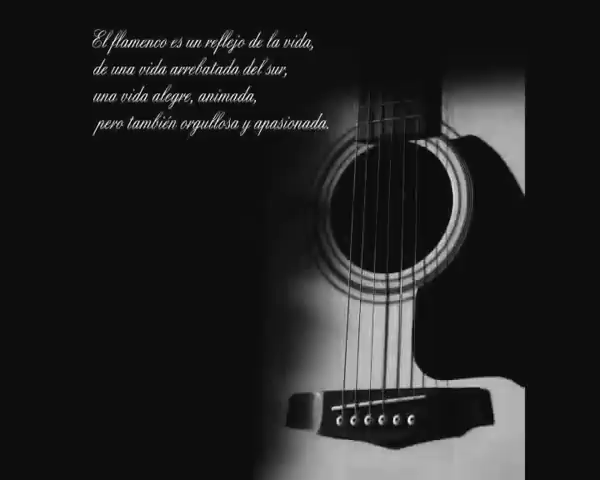 El flamenco es un reflejo de la vida,
de una vida arrebatada del sur,
una vida alegre, animada,
pero también orgullosa y apasionada.